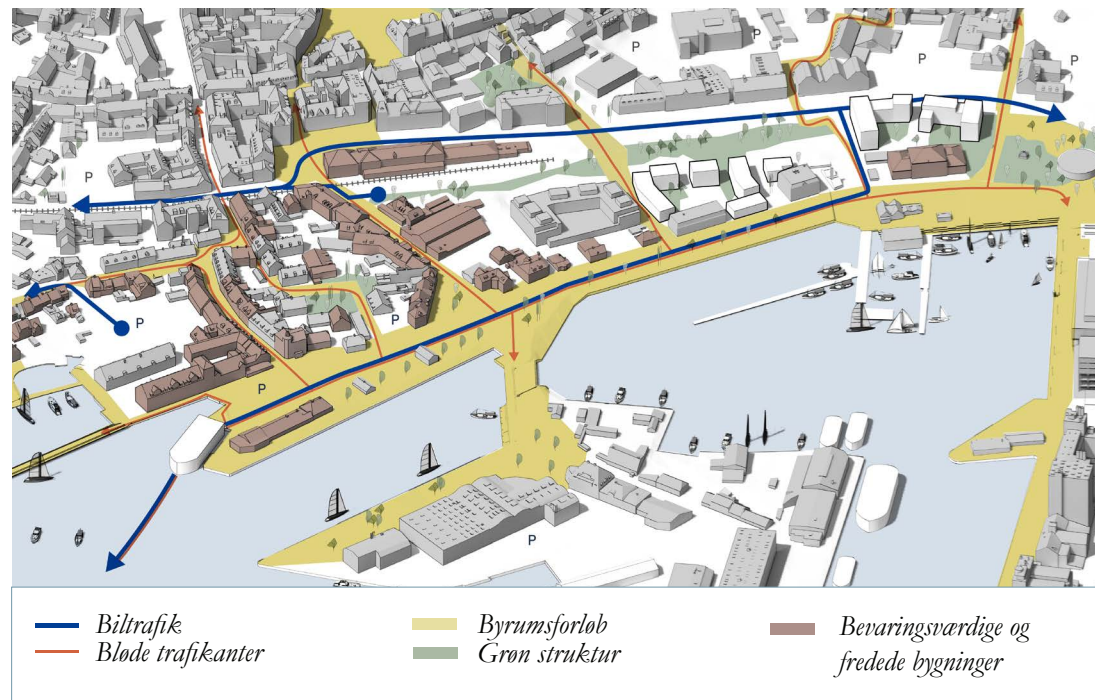 P
P
P
P
P
P
P
P
P
Biltrafik
Bløde trafikanter
Byrumsforløb
Grøn struktur
Bevaringsværdige og
fredede bygninger